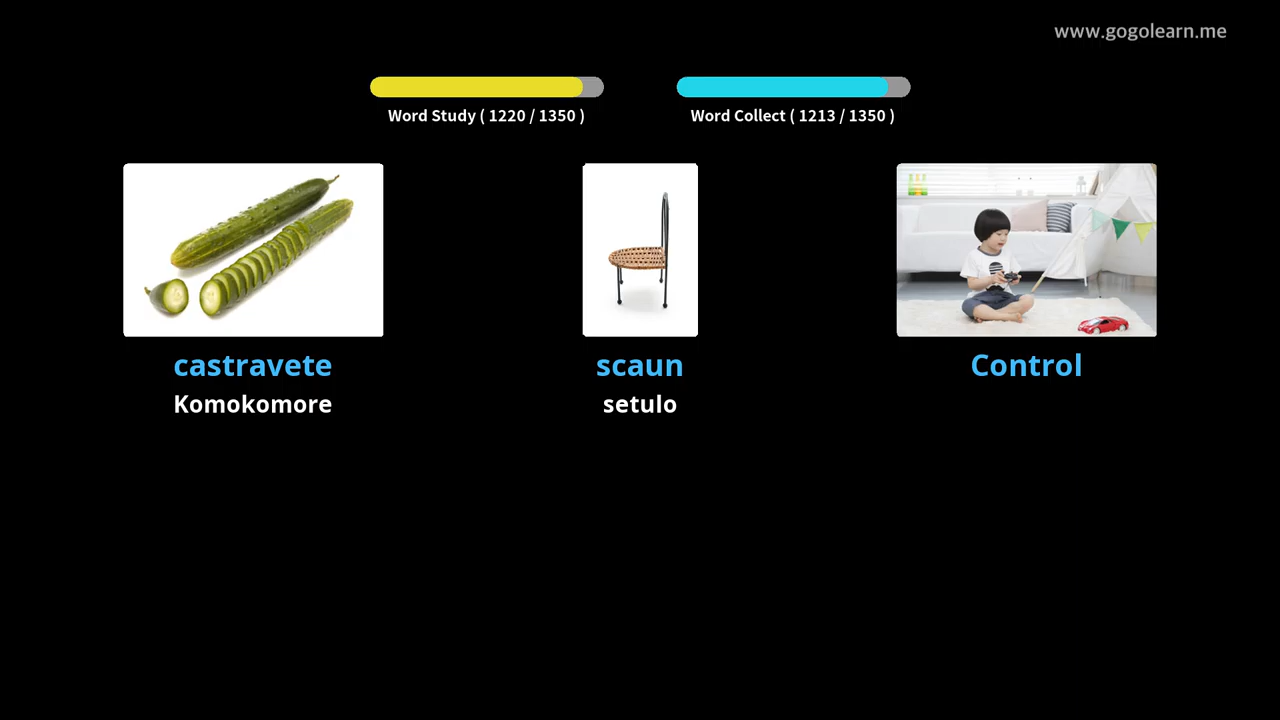 www.gogolearn.me
Word Study ( 1220 / 1350 )
Word Collect ( 1213 / 1350 )
castravete
Komokomore
scaun
setulo
Control